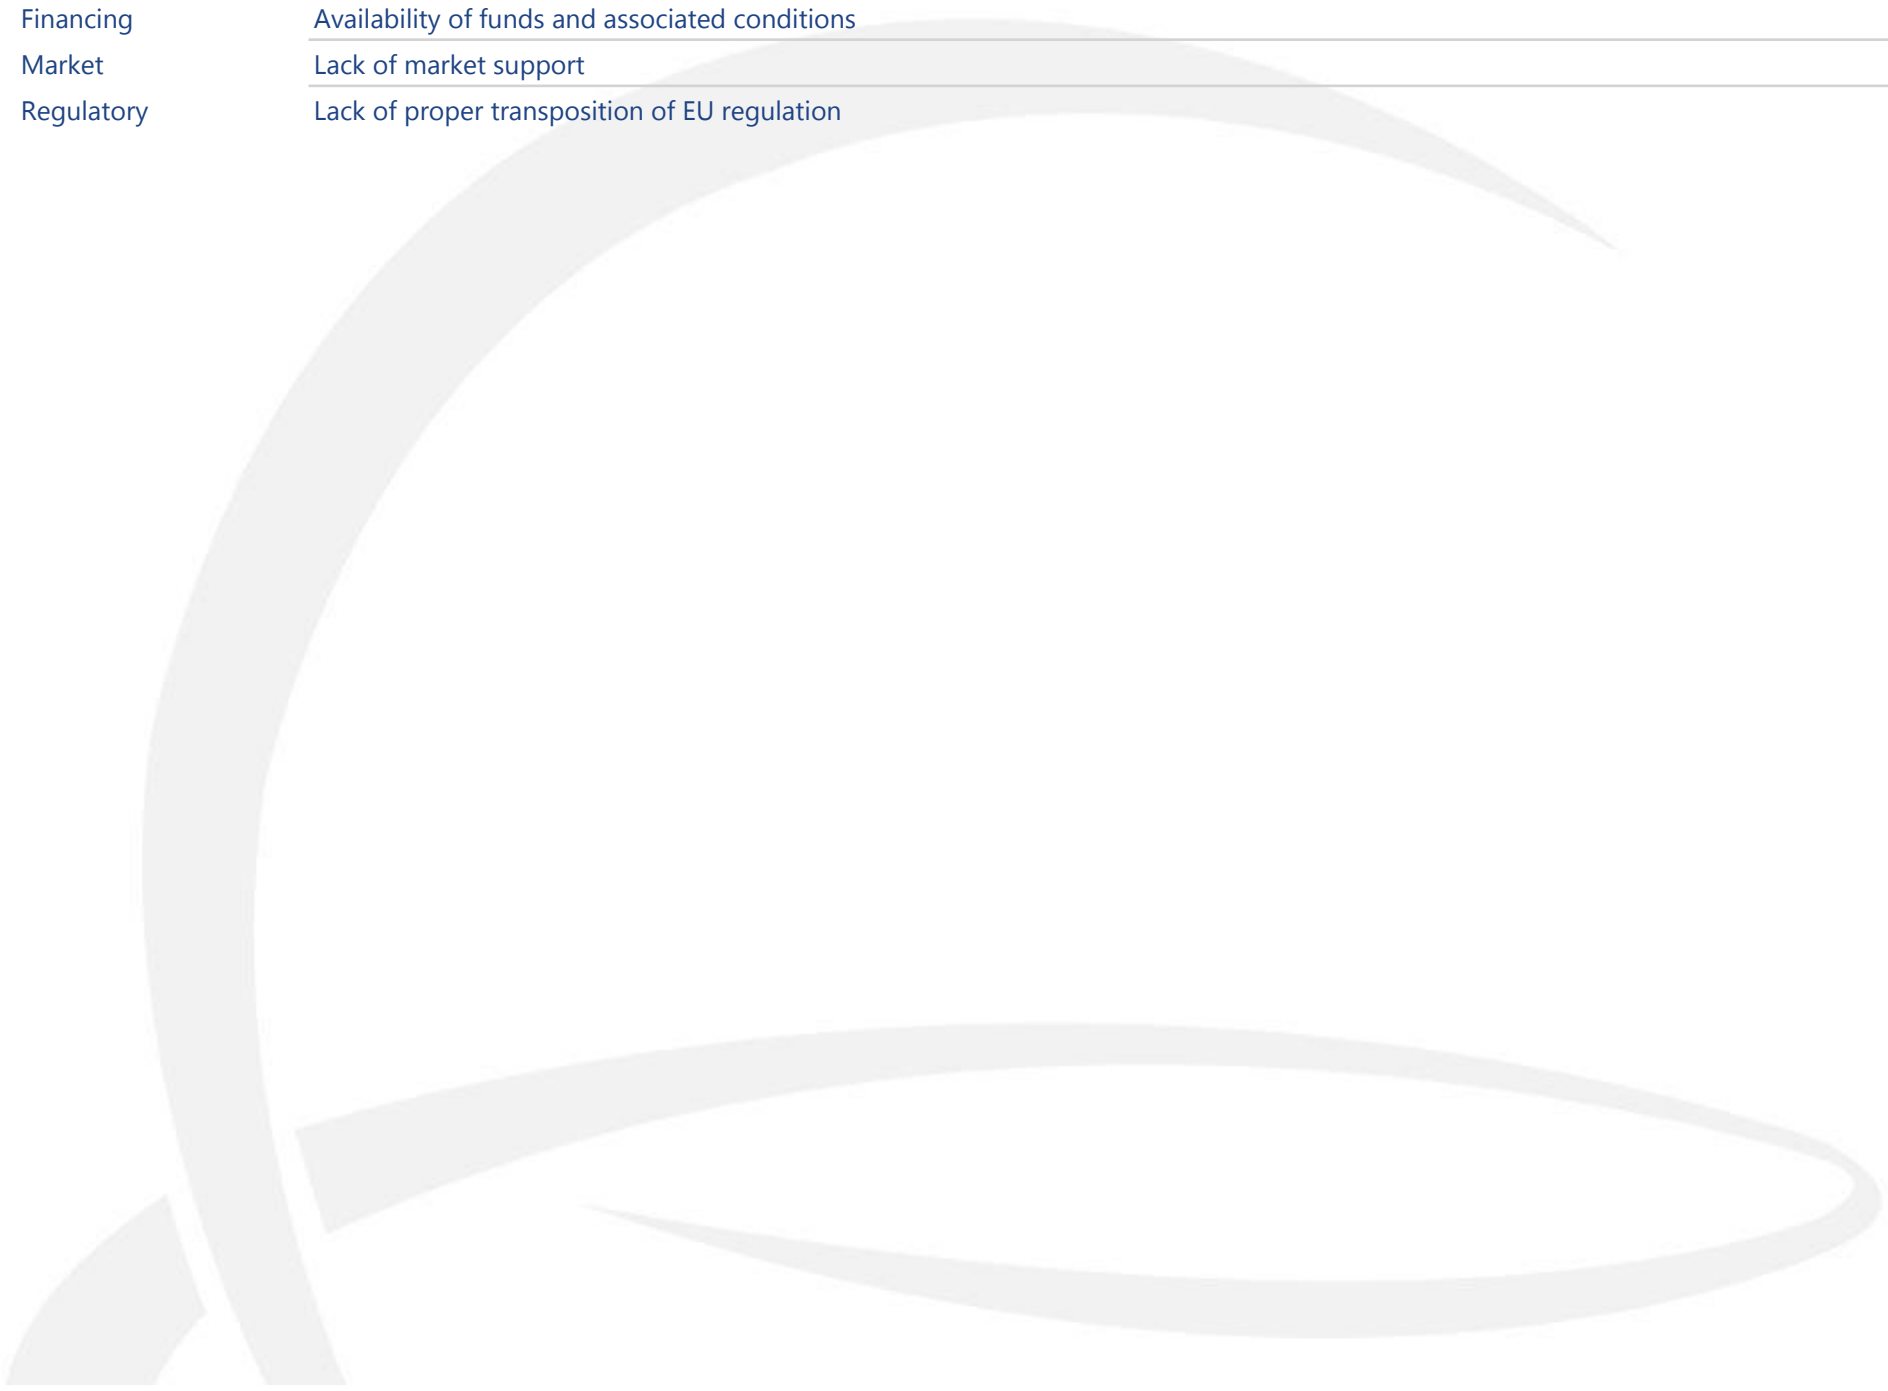 Financing Availability of funds and associated conditions
Market Lack of market support
Regulatory Lack of proper transposition of EU regulation